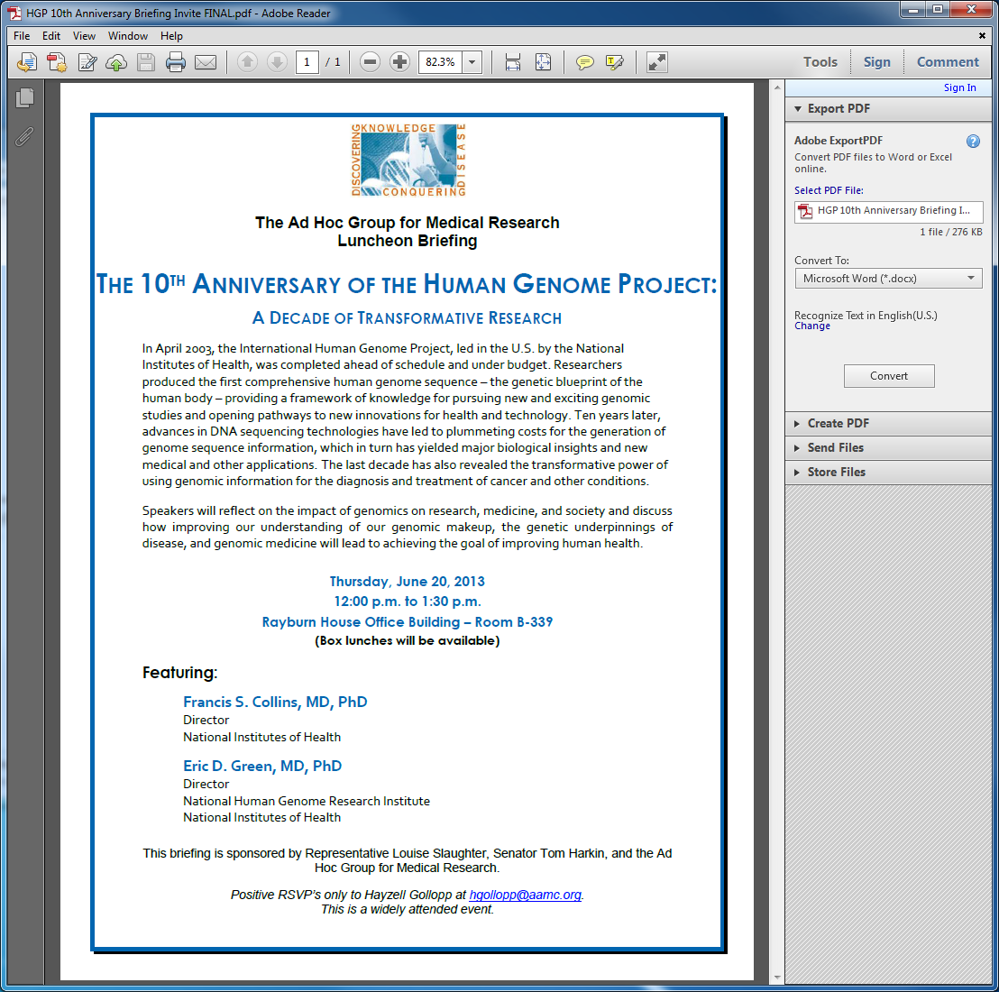 HGP 10th Anniversary Briefing Invite FINAL.pdf - Adobe Reader
File Edit View Window Help
1 / 1
82.3%
Tools Sign Comment
Sign In
Export PDF
Adobe ExportPDF
Convert PDF files to Word or Excel
online.
Select PDF File:
HGP 10th Anniversary Briefing I...
1 file / 276 KB
Convert To:
Microsoft Word (*.docx)
Recognize Text in English(U.S.)
Change
Convert
Create PDF
Send Files
Store Files
DISCOVERING
KNOWLEDGE
CONQUERING
DISEASE
The Ad Hoc Group for Medical Research
Luncheon Briefing
THE 10TH ANNIVERSARY OF THE HUMAN GENOME PROJECT:
A DECADE OF TRANSFORMATIVE RESEARCH
In April 2003, the International Human Genome Project, led in the U.S. by the National
Institutes of Health, was completed ahead of schedule and under budget. Researchers
produced the first comprehensive human genome sequence – the genetic blueprint of the
human body – providing a framework of knowledge for pursuing new and exciting genomic
studies and opening pathways to new innovations for health and technology. Ten years later,
advances in DNA sequencing technologies have led to plummeting costs for the generation of
genome sequence information, which in turn has yielded major biological insights and new
medical and other applications. The last decade has also revealed the transformative power of
using genomic information for the diagnosis and treatment of cancer and other conditions.
Speakers will reflect on the impact of genomics on research, medicine, and society and discuss
how improving our understanding of our genomic makeup, the genetic underpinnings of
disease, and genomic medicine will lead to achieving the goal of improving human health.
Thursday, June 20, 2013
12:00 p.m. to 1:30 p.m.
Rayburn House Office Building – Room B-339
(Box lunches will be available)
Featuring:
Francis S. Collins, MD, PhD
Director
National Institutes of Health
Eric D. Green, MD, PhD
Director
National Human Genome Research Institute
National Institutes of Health
This briefing is sponsored by Representative Louise Slaughter, Senator Tom Harkin, and the Ad
Hoc Group for Medical Research.
Positive RSVP's only to Hayzell Gollopp at hgollopp@aamc.org.
This is a widely attended event.